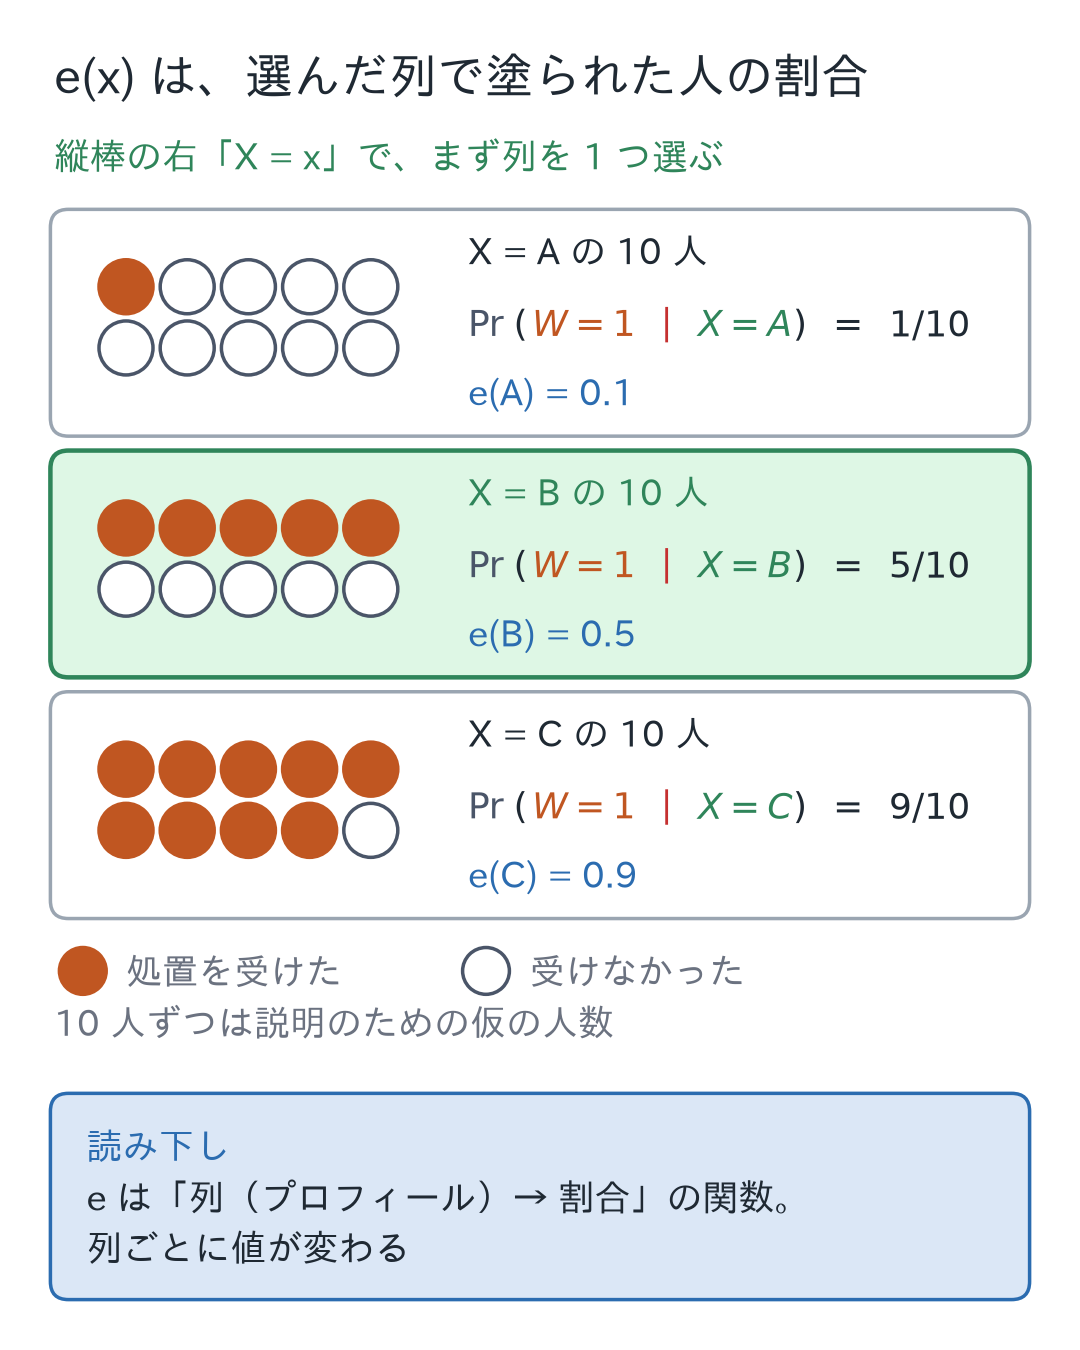 e(x) は、選んだ列で塗られた人の割合
縦棒の右「X = x」で、まず列を 1 つ選ぶ
X = A の 10 人
Pr ( W = 1 | X = A ) = 1/10
e(A) = 0.1
X = B の 10 人
Pr ( W = 1 | X = B ) = 5/10
e(B) = 0.5
X = C の 10 人
Pr ( W = 1 | X = C ) = 9/10
e(C) = 0.9
処置を受けた 受けなかった
10 人ずつは説明のための仮の人数
読み下し
e は「列（プロフィール）→ 割合」の関数。
列ごとに値が変わる